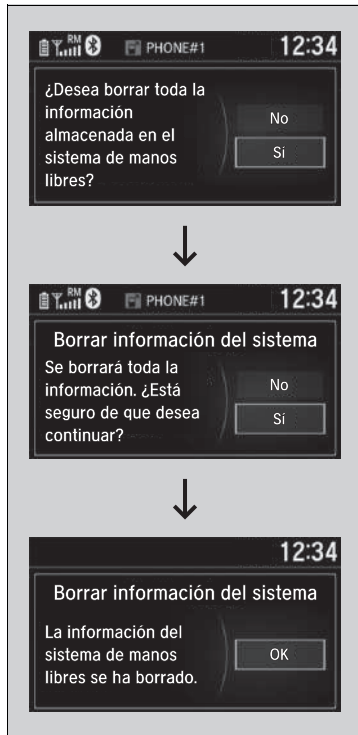 RM PHONE#1 12:34
¿Desea borrar toda la
información
almacenada en el
sistema de manos
libres?
No
Si
RM PHONE#1 12:34
Borrar información del sistema
Se borrará toda la
información. ¿Está
seguro de que desea
continuar?
No
Si
12:34
Borrar información del sistema
La información del
sistema de manos
libres se ha borrado.
OK